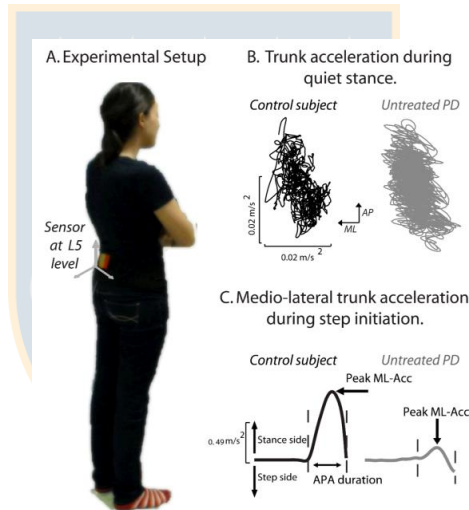 A. Experimental Setup
Sensor
at L5
level
B. Trunk acceleration during
quiet stance.
Control subject
Untreated PD
0.02 m/s²
0.02 m/s²
AP
ML
C. Medio-lateral trunk acceleration
during step initiation.
Control subject
Untreated PD
Peak ML-Acc
Peak ML-Acc
0.49m/s²
Stance side
Step side
APA duration